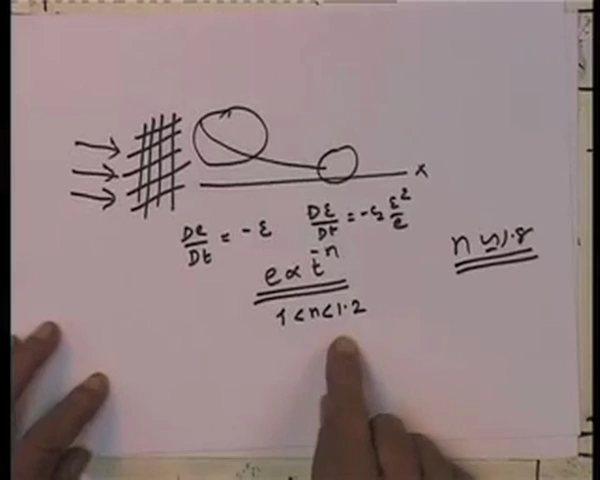 x
De/Dt = -ε   Dε/Dt = -c₂ ε²/e   n ≃ 1.8
e ∝ t^-n
1 < n < 1.2